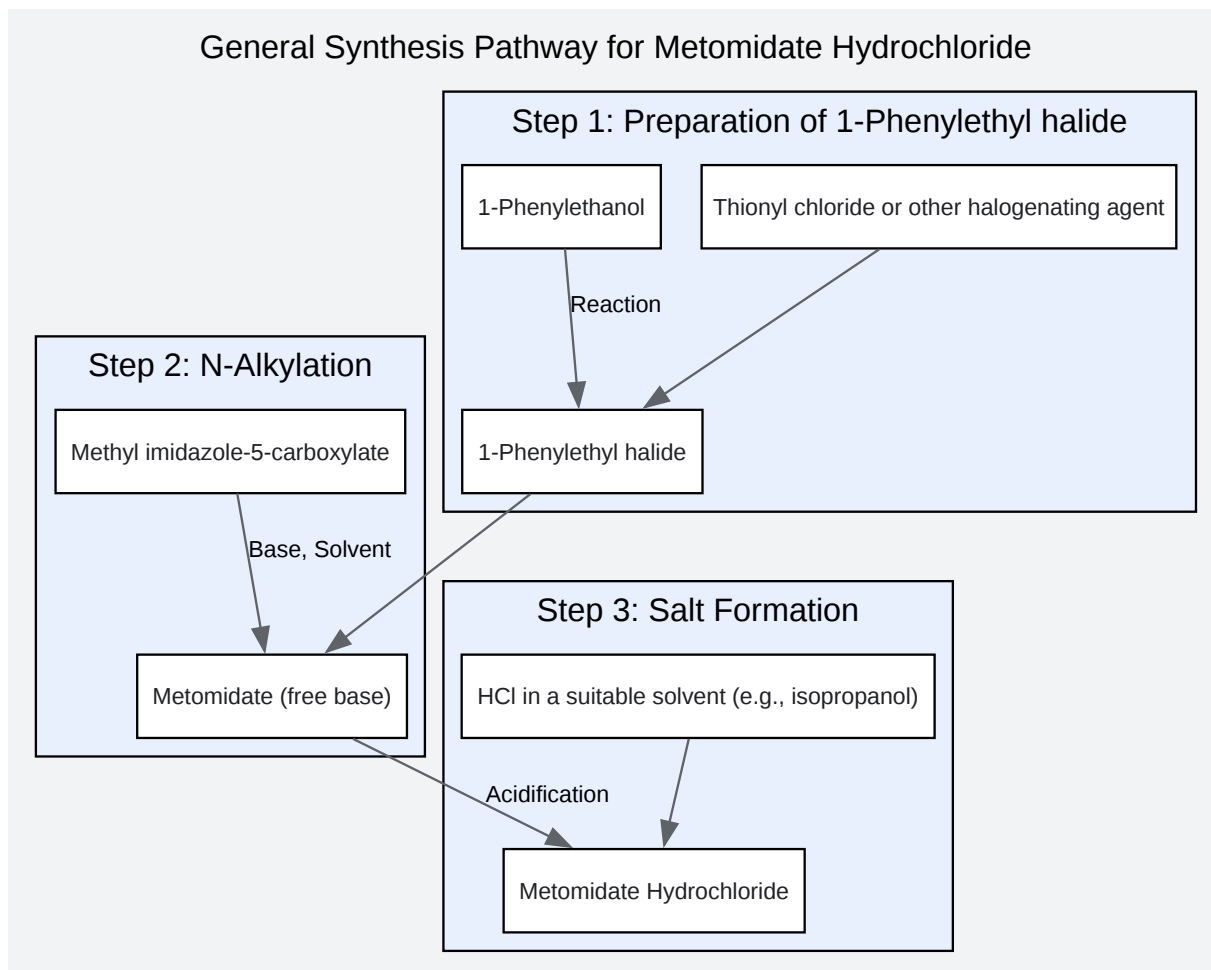 General Synthesis Pathway for Metomidate Hydrochloride
Step 1: Preparation of 1-Phenylethyl halide
1-Phenylethanol
Thionyl chloride or other halogenating agent
Reaction
1-Phenylethyl halide
Step 2: N-Alkylation
Methyl imidazole-5-carboxylate
Base, Solvent
Metomidate (free base)
Step 3: Salt Formation
HCl in a suitable solvent (e.g., isopropanol)
Acidification
Metomidate Hydrochloride